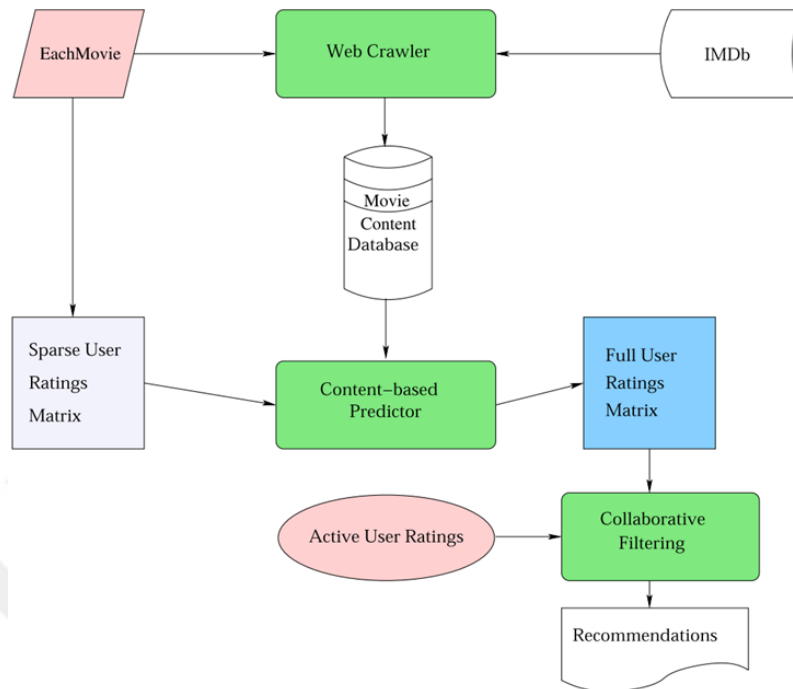 EachMovie
Web Crawler
IMDb
Movie
Content
Database
Sparse User
Ratings
Matrix
Content–based
Predictor
Full User
Ratings
Matrix
Active User Ratings
Collaborative
Filtering
Recommendations